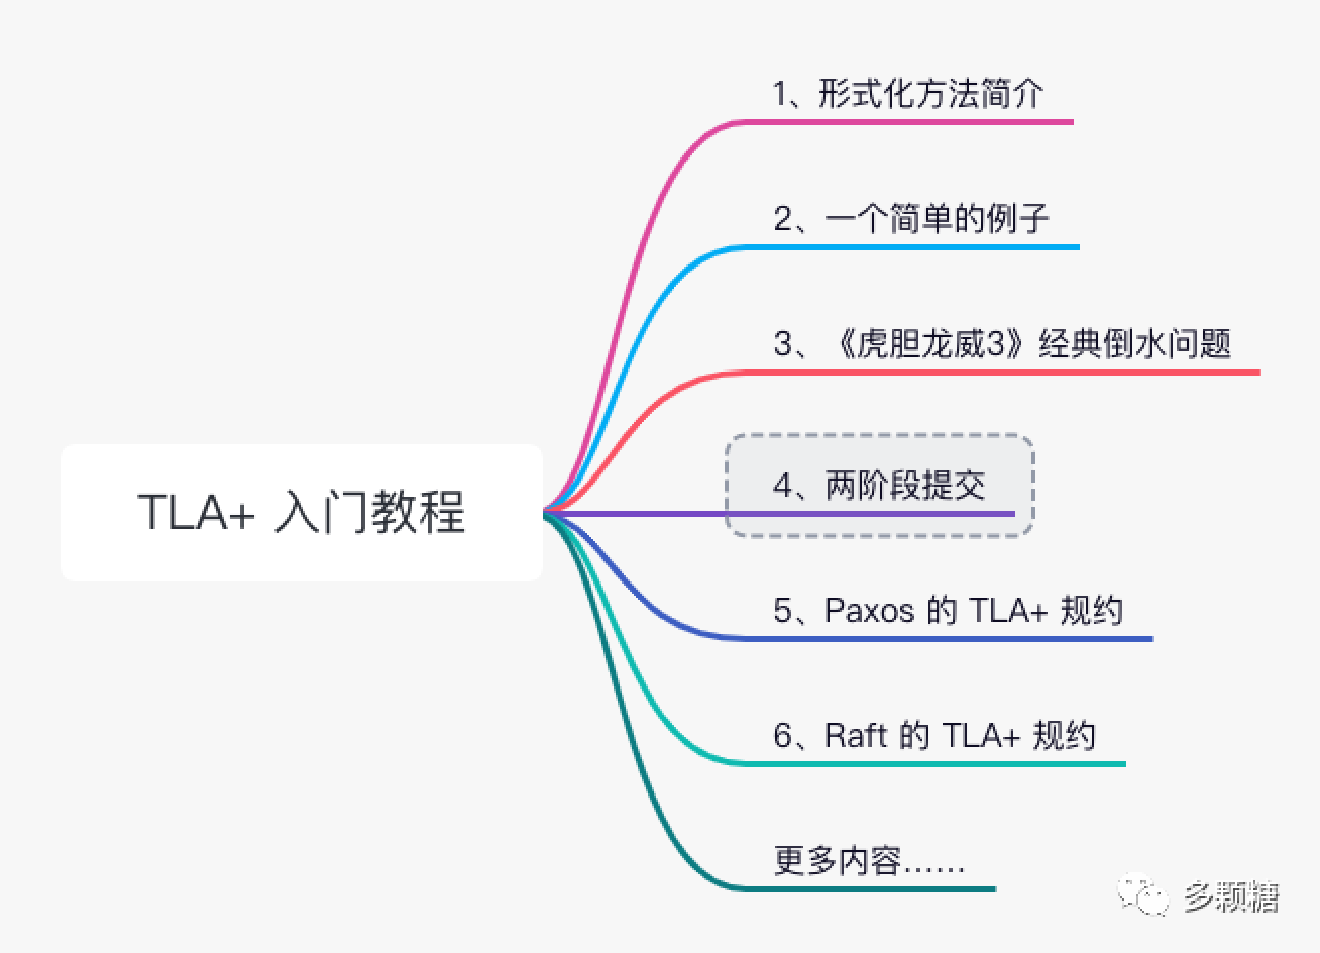 1、形式化方法简介
2、一个简单的例子
3、《虎胆龙威3》经典倒水问题
TLA+ 入门教程
4、两阶段提交
5、Paxos 的 TLA+ 规约
6、Raft 的 TLA+ 规约
更多内容……
多颗糖